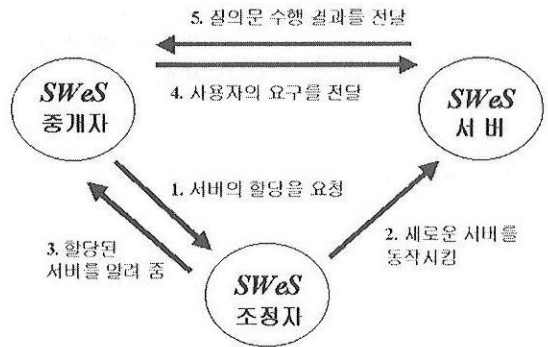 5. 질의문 수행 결과를 전달
4. 사용자의 요구를 전달
SWeS
중개자
SWeS
서 버
1. 서버의 할당을 요청
2. 새로운 서버를
동작시킴
3. 할당된
서버를 알려 줌
SWeS
조정자